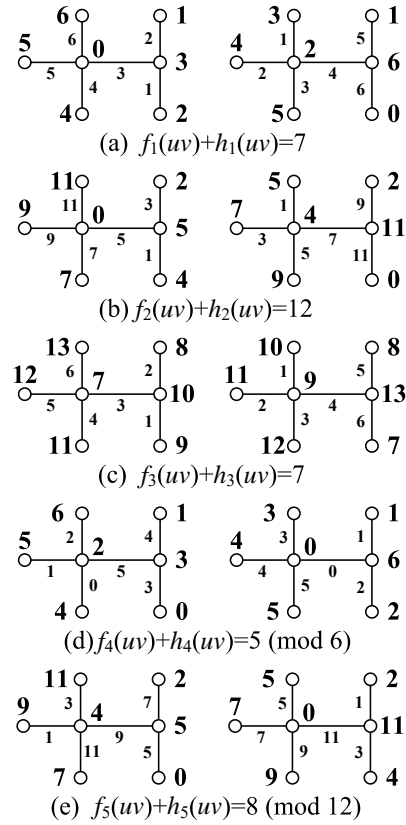 6 1 3 1
6 2 1 5
5 0 3 4 2 6
5 3 2 4
4 1 3 6
4 2 5 0
(a) f₁(uv)+h₁(uv)=7
11 2 5 2
11 3 1 9
9 0 5 7 4 11
9 5 3 7
7 1 5 11
7 4 9 0
(b) f₂(uv)+h₂(uv)=12
13 8 10 8
6 2 1 5
12 7 10 11 9 13
5 3 2 4
4 1 3 6
11 9 12 7
(c) f₃(uv)+h₃(uv)=7
6 1 3 1
2 4 3 1
5 2 3 4 0 6
1 5 4 0
0 3 5 2
4 0 5 2
(d) f₄(uv)+h₄(uv)=5 (mod 6)
11 2 5 2
3 7 5 1
9 4 5 7 0 11
1 9 7 11
11 5 9 3
7 0 9 4
(e) f₅(uv)+h₅(uv)=8 (mod 12)